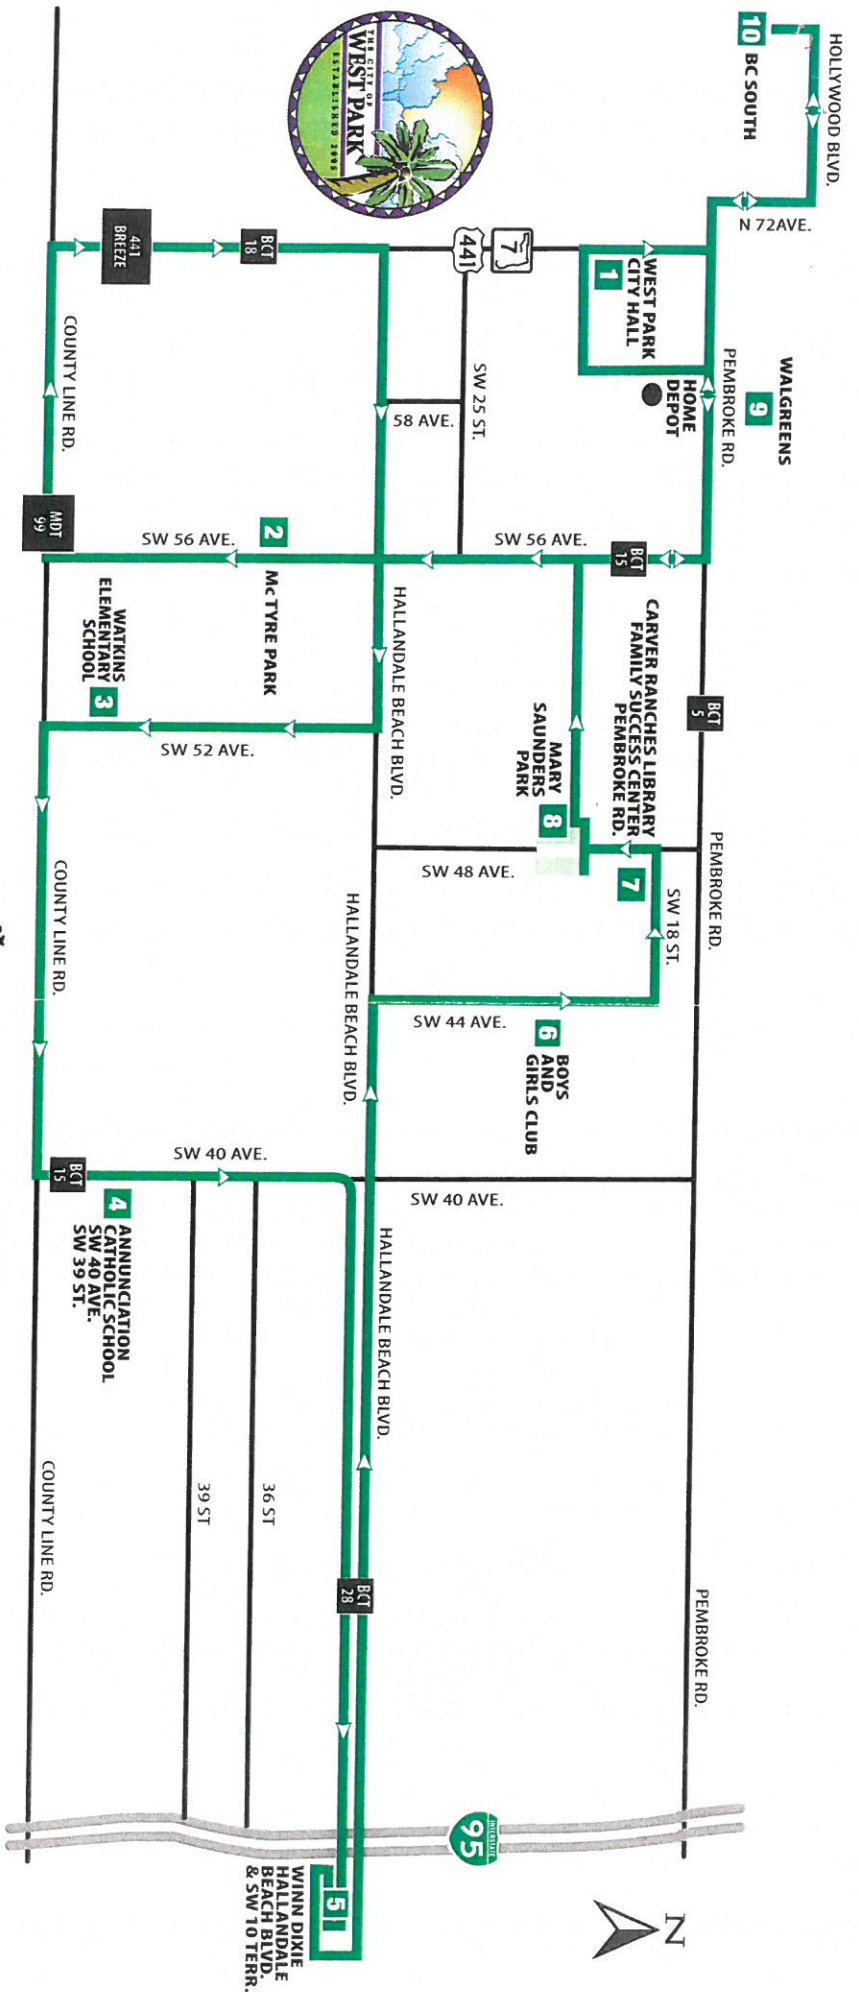 HOLLYWOOD BLVD.
10 BC SOUTH
N 72AVE.
THE CITY OF
WEST PARK
ESTABLISHED 2005
7
441
1
WEST PARK
CITY HALL
HOME
DEPOT
9
WALGREENS
PEMBROKE RD.
BCT
18
441
BREEZE
COUNTY LINE RD.
SW 25 ST.
58 AVE.
MDT
99
SW 56 AVE.
2
McTYRE PARK
SW 56 AVE.
BCT
15
HALLANDALE BEACH BLVD.
WATKINS
ELEMENTARY
SCHOOL
3
SW 52 AVE.
CARVER RANCHES LIBRARY
FAMILY SUCCESS CENTER
PEMBROKE RD.
7
BCT
5
MARY
SAUNDERS
PARK
8
SW 48 AVE.
SW 18 ST.
PEMBROKE RD.
COUNTY LINE RD.
HALLANDALE BEACH BLVD.
SW 44 AVE.
6
BOYS
AND
GIRLS CLUB
SW 40 AVE.
BCT
15
4
ANNUNCIATION
CATHOLIC SCHOOL
SW 40 AVE.
SW 39 ST.
SW 40 AVE.
HALLANDALE BEACH BLVD.
COUNTY LINE RD.
39 ST
36 ST
BCT
28
PEMBROKE RD.
INTERSTATE
95
5
WINN DIXIE
HALLANDALE
BEACH BLVD.
& SW 10 TERR.
N